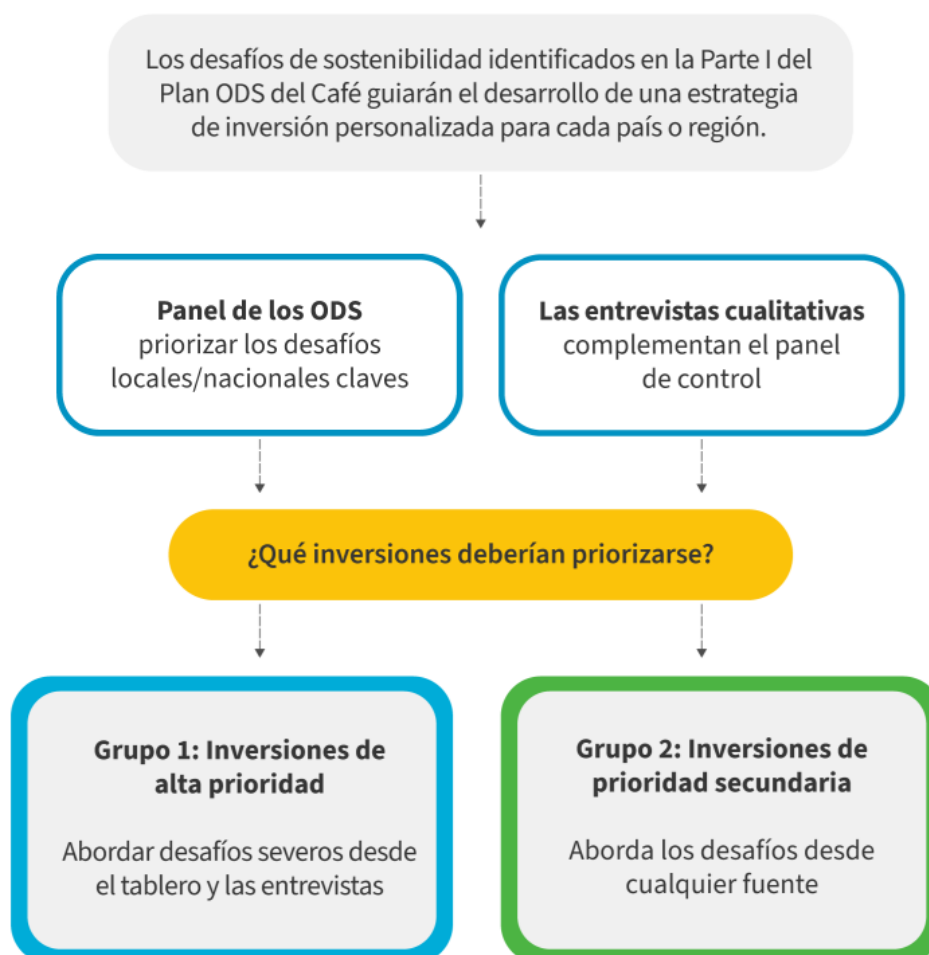 Los desafíos de sostenibilidad identificados en la Parte I del
Plan ODS del Café guiarán el desarrollo de una estrategia
de inversión personalizada para cada país o región.
Panel de los ODS
priorizar los desafíos
locales/nacionales claves
Las entrevistas cualitativas
complementan el panel
de control
¿Qué inversiones deberían priorizarse?
Grupo 1: Inversiones de
alta prioridad
Abordar desafíos severos desde
el tablero y las entrevistas
Grupo 2: Inversiones de
prioridad secundaria
Aborda los desafíos desde
cualquier fuente